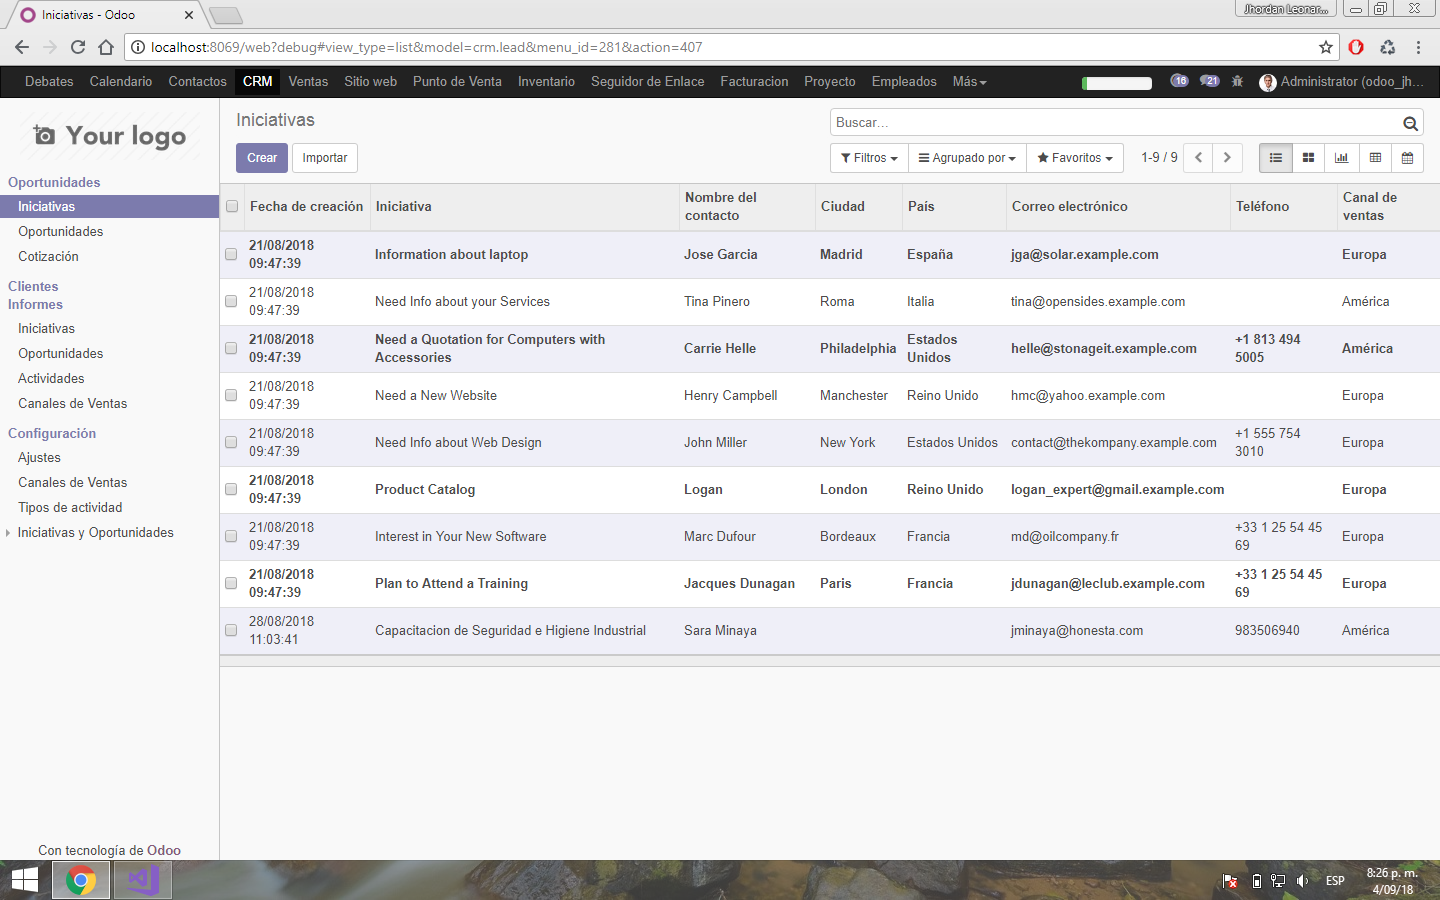 Iniciativas - Odoo
Jhordan Leonar...
localhost:8069/web?debug#view_type=list&model=crm.lead&menu_id=281&action=407
Debates Calendario Contactos CRM Ventas Sitio web Punto de Venta Inventario Seguidor de Enlace Facturacion Proyecto Empleados Más 16 21 Administrator (odoo_jh...
Your logo
Oportunidades
Iniciativas
Oportunidades
Cotización
Clientes
Informes
Iniciativas
Oportunidades
Actividades
Canales de Ventas
Configuración
Ajustes
Canales de Ventas
Tipos de actividad
Iniciativas y Oportunidades
Con tecnología de Odoo
Iniciativas
Buscar...
Crear Importar
Filtros Agrupado por Favoritos 1-9 / 9
Fecha de creación Iniciativa Nombre del contacto Ciudad País Correo electrónico Teléfono Canal de ventas
21/08/2018 09:47:39 Information about laptop Jose Garcia Madrid España jga@solar.example.com Europa
21/08/2018 09:47:39 Need Info about your Services Tina Pinero Roma Italia tina@opensides.example.com América
21/08/2018 09:47:39 Need a Quotation for Computers with Accessories Carrie Helle Philadelphia Estados Unidos helle@stonageit.example.com +1 813 494 5005 América
21/08/2018 09:47:39 Need a New Website Henry Campbell Manchester Reino Unido hmc@yahoo.example.com Europa
21/08/2018 09:47:39 Need Info about Web Design John Miller New York Estados Unidos contact@thekompany.example.com +1 555 754 3010 Europa
21/08/2018 09:47:39 Product Catalog Logan London Reino Unido logan_expert@gmail.example.com Europa
21/08/2018 09:47:39 Interest in Your New Software Marc Dufour Bordeaux Francia md@oilcompany.fr +33 1 25 54 45 69 Europa
21/08/2018 09:47:39 Plan to Attend a Training Jacques Dunagan Paris Francia jdunagan@leclub.example.com +33 1 25 54 45 69 Europa
28/08/2018 11:03:41 Capacitacion de Seguridad e Higiene Industrial Sara Minaya jminaya@honesta.com 983506940 América
ESP
8:26 p. m.
4/09/18